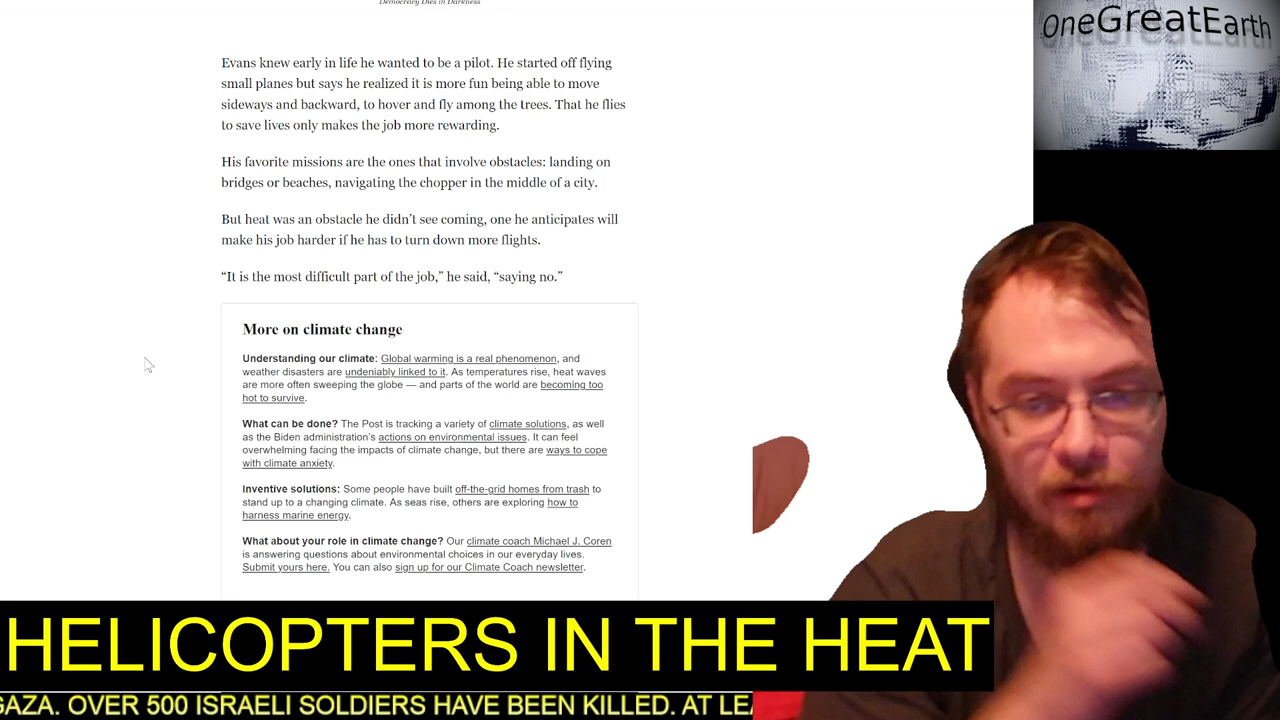 Democracy Dies in Darkness
OneGreatEarth
Evans knew early in life he wanted to be a pilot. He started off flying
small planes but says he realized it is more fun being able to move
sideways and backward, to hover and fly among the trees. That he flies
to save lives only makes the job more rewarding.
His favorite missions are the ones that involve obstacles: landing on
bridges or beaches, navigating the chopper in the middle of a city.
But heat was an obstacle he didn’t see coming, one he anticipates will
make his job harder if he has to turn down more flights.
“It is the most difficult part of the job,” he said, “saying no.”
More on climate change
Understanding our climate: Global warming is a real phenomenon, and
weather disasters are undeniably linked to it. As temperatures rise, heat waves
are more often sweeping the globe — and parts of the world are becoming too
hot to survive.
What can be done? The Post is tracking a variety of climate solutions, as well
as the Biden administration’s actions on environmental issues. It can feel
overwhelming facing the impacts of climate change, but there are ways to cope
with climate anxiety.
Inventive solutions: Some people have built off-the-grid homes from trash to
stand up to a changing climate. As seas rise, others are exploring how to
harness marine energy.
What about your role in climate change? Our climate coach Michael J. Coren
is answering questions about environmental choices in our everyday lives.
Submit yours here. You can also sign up for our Climate Coach newsletter.
HELICOPTERS IN THE HEAT
GAZA. OVER 500 ISRAELI SOLDIERS HAVE BEEN KILLED. AT LEA